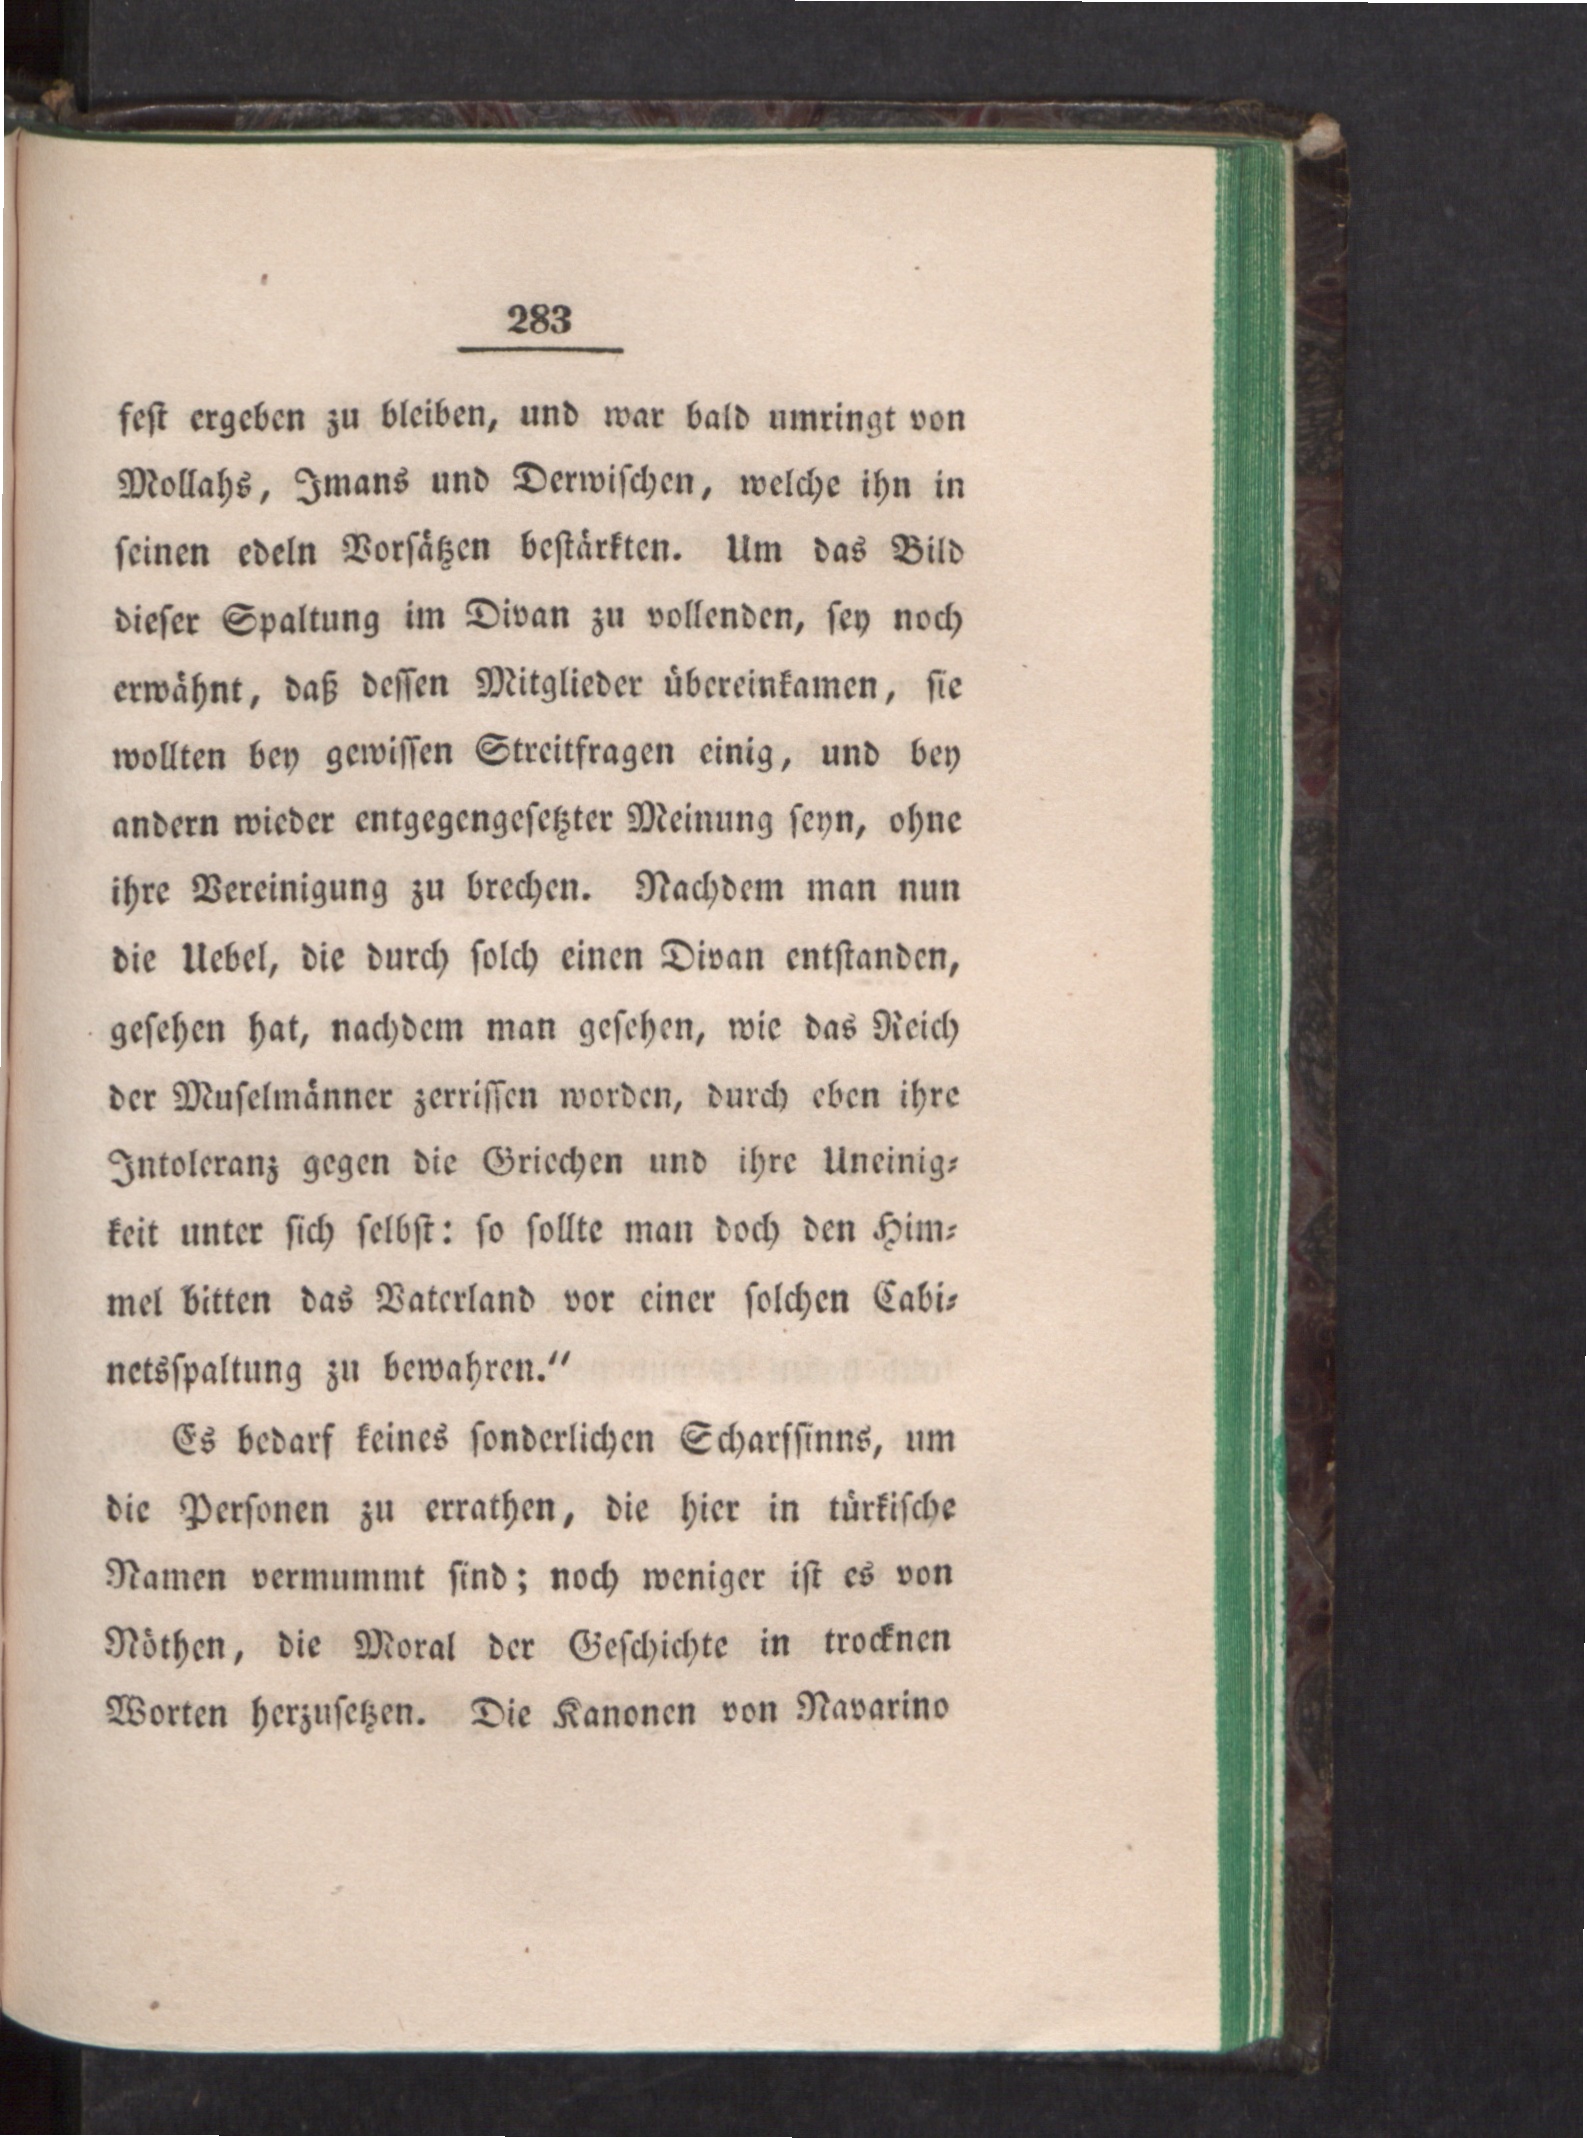 283
fest ergeben zu bleiben, und war bald umringt von
Mollahs, Imans und Derwischen, welche ihn in
seinen edeln Vorsätzen bestärkten. Um das Bild
dieser Spaltung im Divan zu vollenden, sey noch
erwähnt, daß dessen Mitglieder übereinkamen, sie
wollten bey gewissen Streitfragen einig, und bey
andern wieder entgegengesetzter Meinung seyn, ohne
ihre Vereinigung zu brechen. Nachdem man nun
die Uebel, die durch solch einen Divan entstanden,
gesehen hat, nachdem man gesehen, wie das Reich
der Muselmänner zerrissen worden, durch eben ihre
Intoleranz gegen die Griechen und ihre Uneinig-
keit unter sich selbst: so sollte man doch den Him-
mel bitten das Vaterland vor einer solchen Cabi-
netsspaltung zu bewahren.“
Es bedarf keines sonderlichen Scharfsinns, um
die Personen zu errathen, die hier in türkische
Namen vermummt sind; noch weniger ist es von
Nöthen, die Moral der Geschichte in trocknen
Worten herzusetzen. Die Kanonen von Navarino